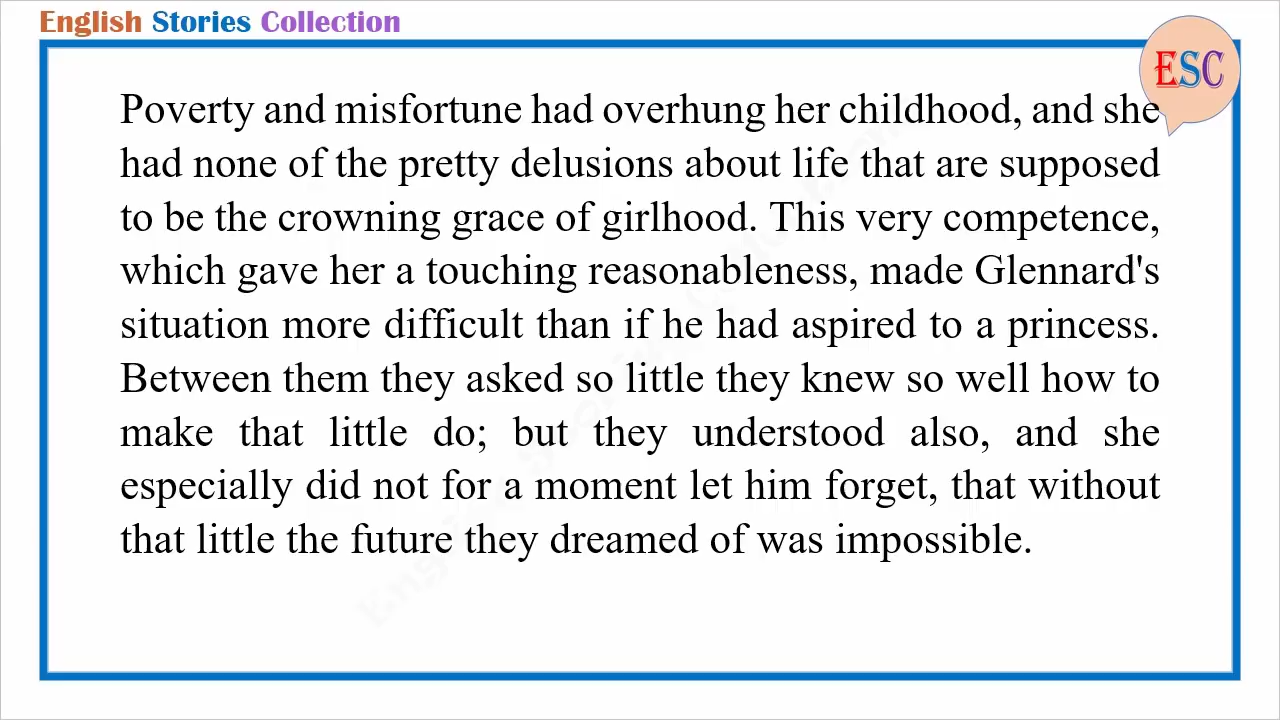 English Stories Collection
ESC
Poverty and misfortune had overhung her childhood, and she
had none of the pretty delusions about life that are supposed
to be the crowning grace of girlhood. This very competence,
which gave her a touching reasonableness, made Glennard's
situation more difficult than if he had aspired to a princess.
Between them they asked so little they knew so well how to
make that little do; but they understood also, and she
especially did not for a moment let him forget, that without
that little the future they dreamed of was impossible.